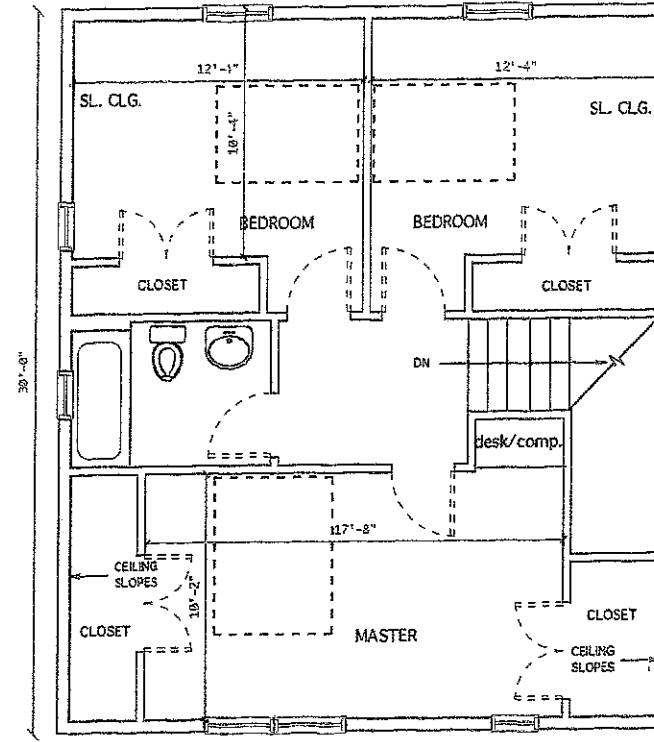 12'-1"
12'-4"
SL. CLG.
SL. CLG.
10'-4"
BEDROOM
BEDROOM
CLOSET
CLOSET
30'-0"
DN
desk/comp.
17'-8"
CEILING
SLOPES
10'-2"
CLOSET
MASTER
CLOSET
CEILING
SLOPES